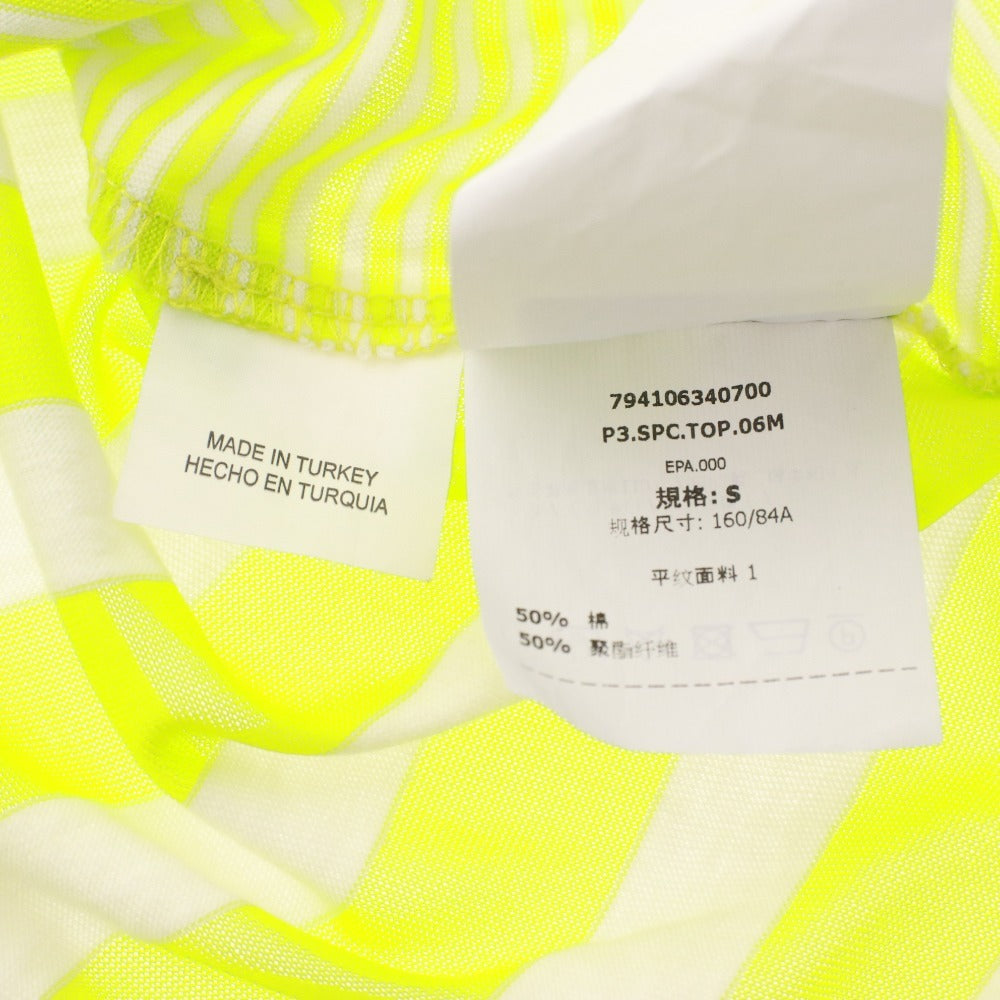 MADE IN TURKEY
HECHO EN TURQUIA
794106340700
P3.SPC.TOP.06M
EPA.000
規格: S
规格尺寸: 160/84A
平纹面料 1
50% 棉
50% 聚酯纤维